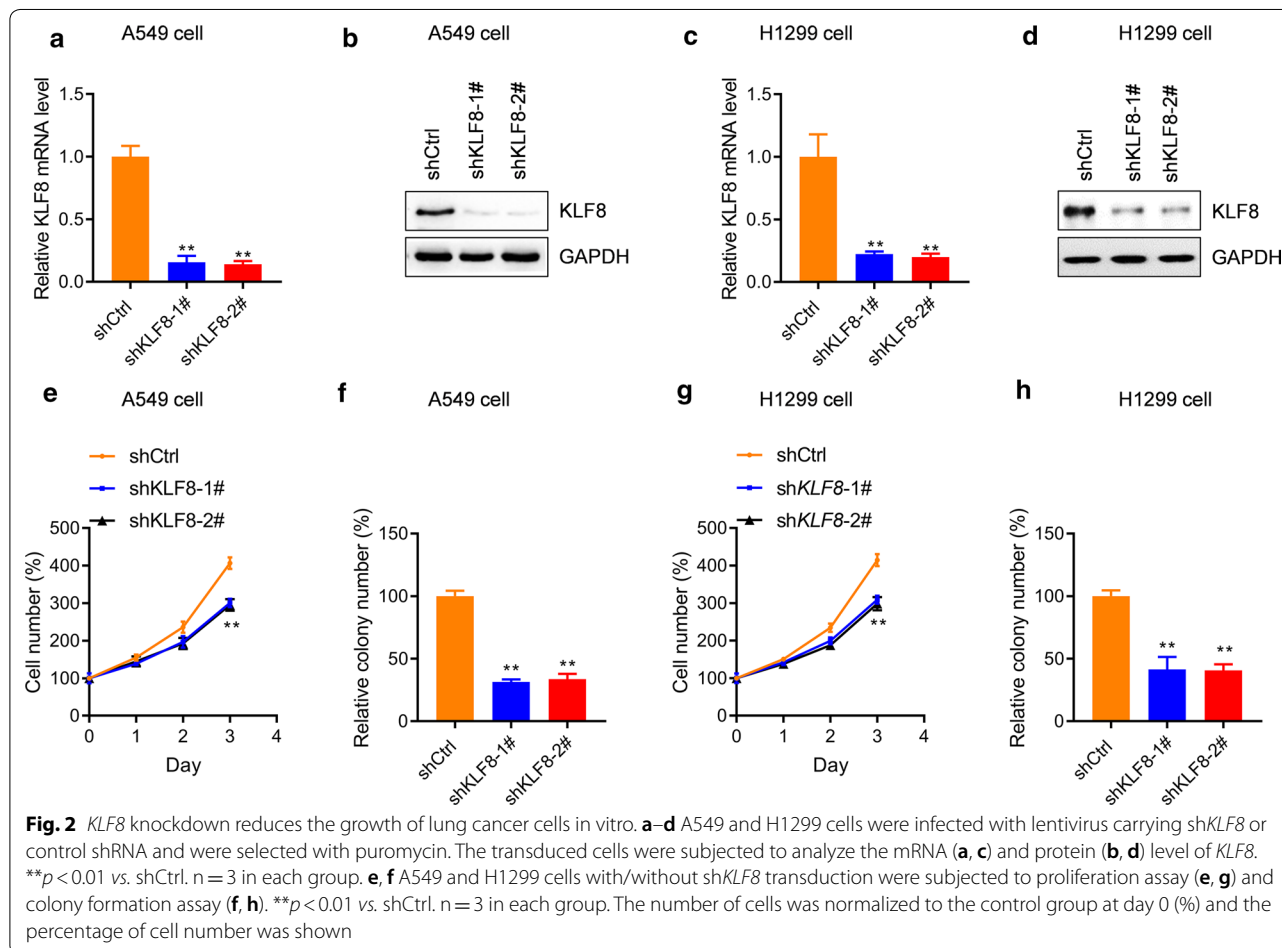 a
A549 cell
Relative KLF8 mRNA level
1.5
1.0
0.5
0.0
**
**
shCtrl
shKLF8-1#
shKLF8-2#
b
A549 cell
shCtrl
shKLF8-1#
shKLF8-2#
KLF8
GAPDH
c
H1299 cell
Relative KLF8 mRNA level
1.5
1.0
0.5
0.0
**
**
shCtrl
shKLF8-1#
shKLF8-2#
d
H1299 cell
shCtrl
shKLF8-1#
shKLF8-2#
KLF8
GAPDH
e
A549 cell
shCtrl
shKLF8-1#
shKLF8-2#
Cell number (%)
500
400
300
200
100
0
**
0 1 2 3 4
Day
f
A549 cell
Relative colony number (%)
150
100
50
0
**
**
shCtrl
shKLF8-1#
shKLF8-2#
g
H1299 cell
shCtrl
shKLF8-1#
shKLF8-2#
Cell number (%)
500
400
300
200
100
0
**
0 1 2 3 4
Day
h
H1299 cell
Relative colony number (%)
150
100
50
0
**
**
shCtrl
shKLF8-1#
shKLF8-2#
Fig. 2 KLF8 knockdown reduces the growth of lung cancer cells in vitro. a–d A549 and H1299 cells were infected with lentivirus carrying shKLF8 or
control shRNA and were selected with puromycin. The transduced cells were subjected to analyze the mRNA (a, c) and protein (b, d) level of KLF8.
**p < 0.01 vs. shCtrl. n = 3 in each group. e, f A549 and H1299 cells with/without shKLF8 transduction were subjected to proliferation assay (e, g) and
colony formation assay (f, h). **p < 0.01 vs. shCtrl. n = 3 in each group. The number of cells was normalized to the control group at day 0 (%) and the
percentage of cell number was shown